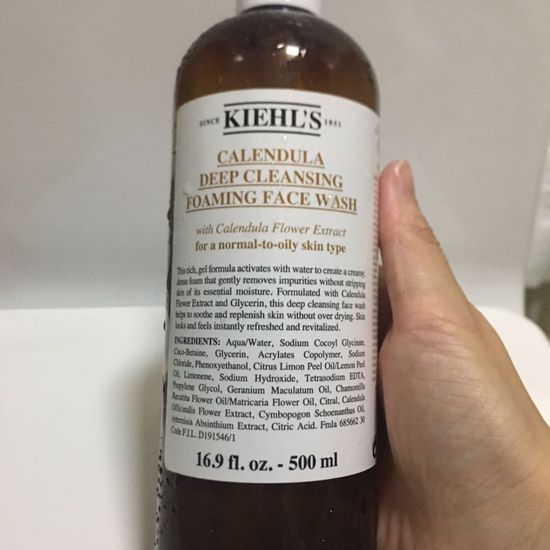 SINCE KIEHL'S 1851
CALENDULA
DEEP CLEANSING
FOAMING FACE WASH
with Calendula Flower Extract
for a normal-to-oily skin type
This rich, gel formula activates with water to create a creamy,
dense foam that gently removes impurities without stripping
skin of its essential moisture. Formulated with Calendula
Flower Extract and Glycerin, this deep cleansing face wash
helps to soothe and replenish skin without over drying. Skin
looks and feels instantly refreshed and revitalized.
INGREDIENTS: Aqua/Water, Sodium Cocoyl Glycinate,
Coco-Betaine, Glycerin, Acrylates Copolymer, Sodium
Chloride, Phenoxyethanol, Citrus Limon Peel Oil/Lemon Peel
Oil, Limonene, Sodium Hydroxide, Tetrasodium EDTA,
Propylene Glycol, Geranium Maculatum Oil, Chamomilla
Recutita Flower Oil/Matricaria Flower Oil, Citral, Calendula
Officinalis Flower Extract, Cymbopogon Schoenanthus Oil,
Artemisia Absinthium Extract, Citric Acid. Fmla 685662 30
Code F.I.L. D191546/1
16.9 fl. oz. - 500 ml